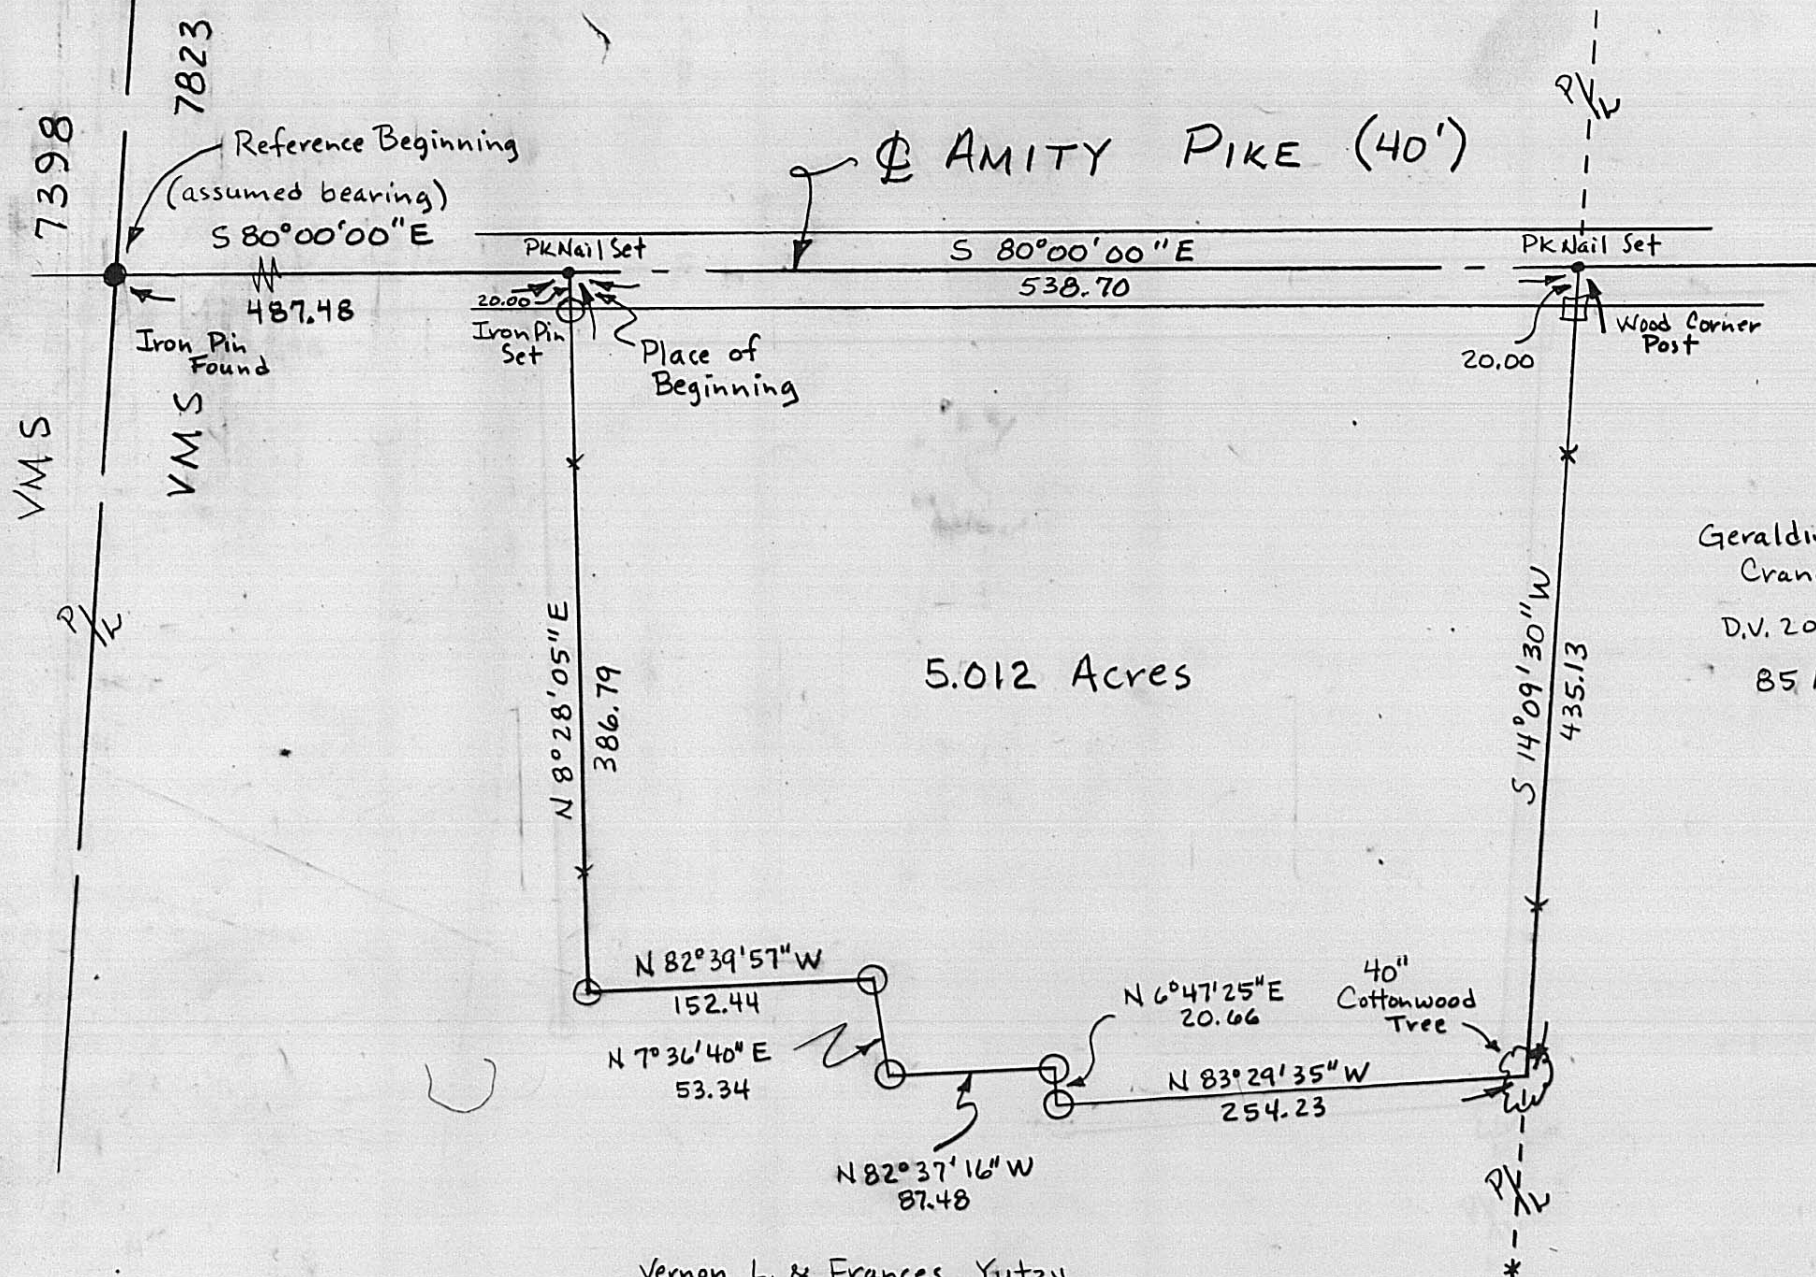 7398
7823
Reference Beginning
(assumed bearing)
S 80°00'00"E
487.48
Iron Pin
Found
VMS
VMS
P/L
℄ AMITY PIKE (40')
P/L
PK Nail Set
S 80°00'00"E
538.70
PK Nail Set
20.00
Iron Pin
Set
Place of
Beginning
Wood Corner
Post
20.00
N 8°28'05"E
386.79
5.012 Acres
S 14°09'30"W
435.13
D.V.
85
N 82°39'57"W
152.44
N 7°36'40"E
53.34
N 82°37'16"W
87.48
N 6°47'25"E
20.66
40"
Cottonwood
Tree
N 83°29'35"W
254.23
P/L
Vernon L. & Frances Yutzy